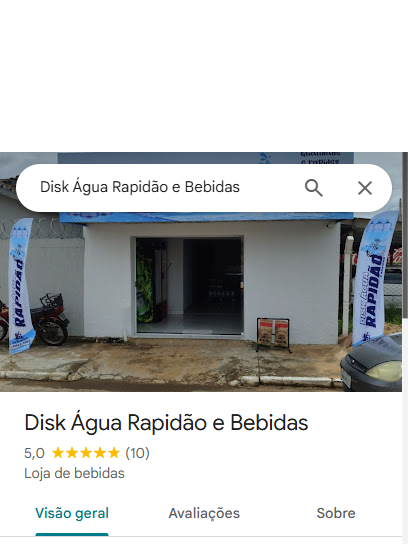 e rapidas
Disk Água Rapidão e Bebidas
RAPIDÃO
RAPIDÃO
Disk Água Rapidão e Bebidas
5,0 (10)
Loja de bebidas
Visão geral Avaliações Sobre